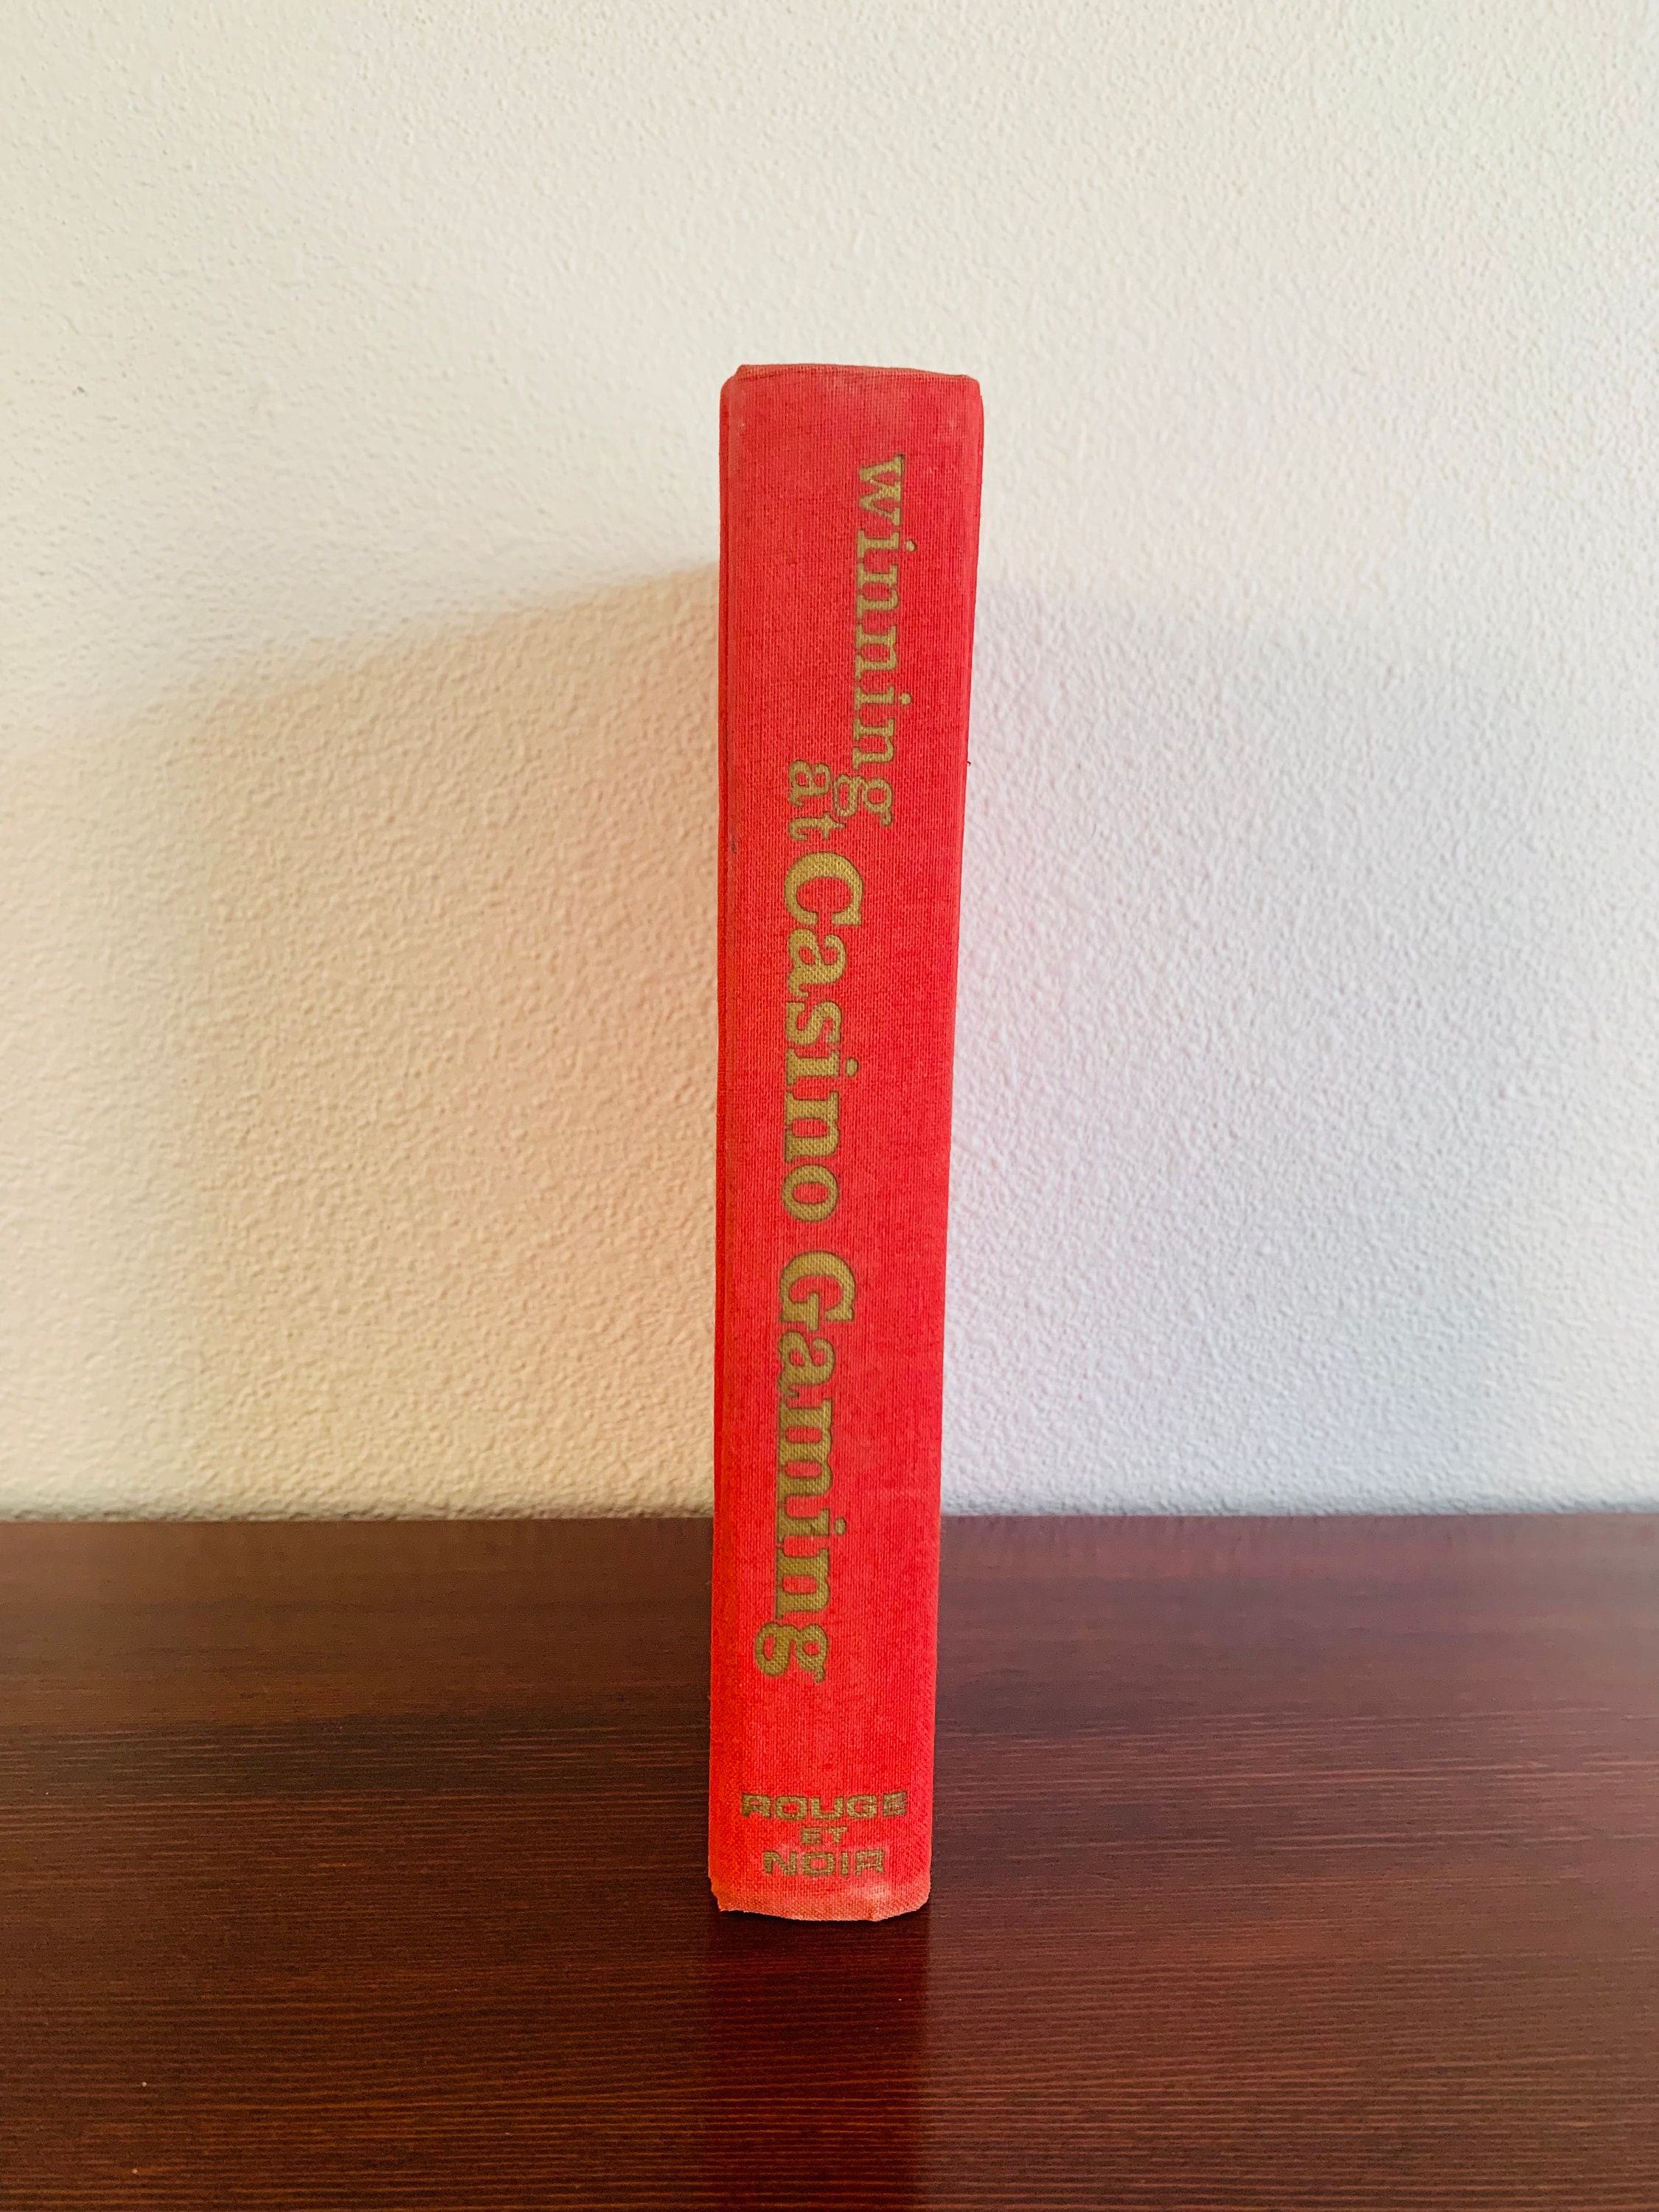 winning
at Casino Gaming
ROUGE
ET
NOIR